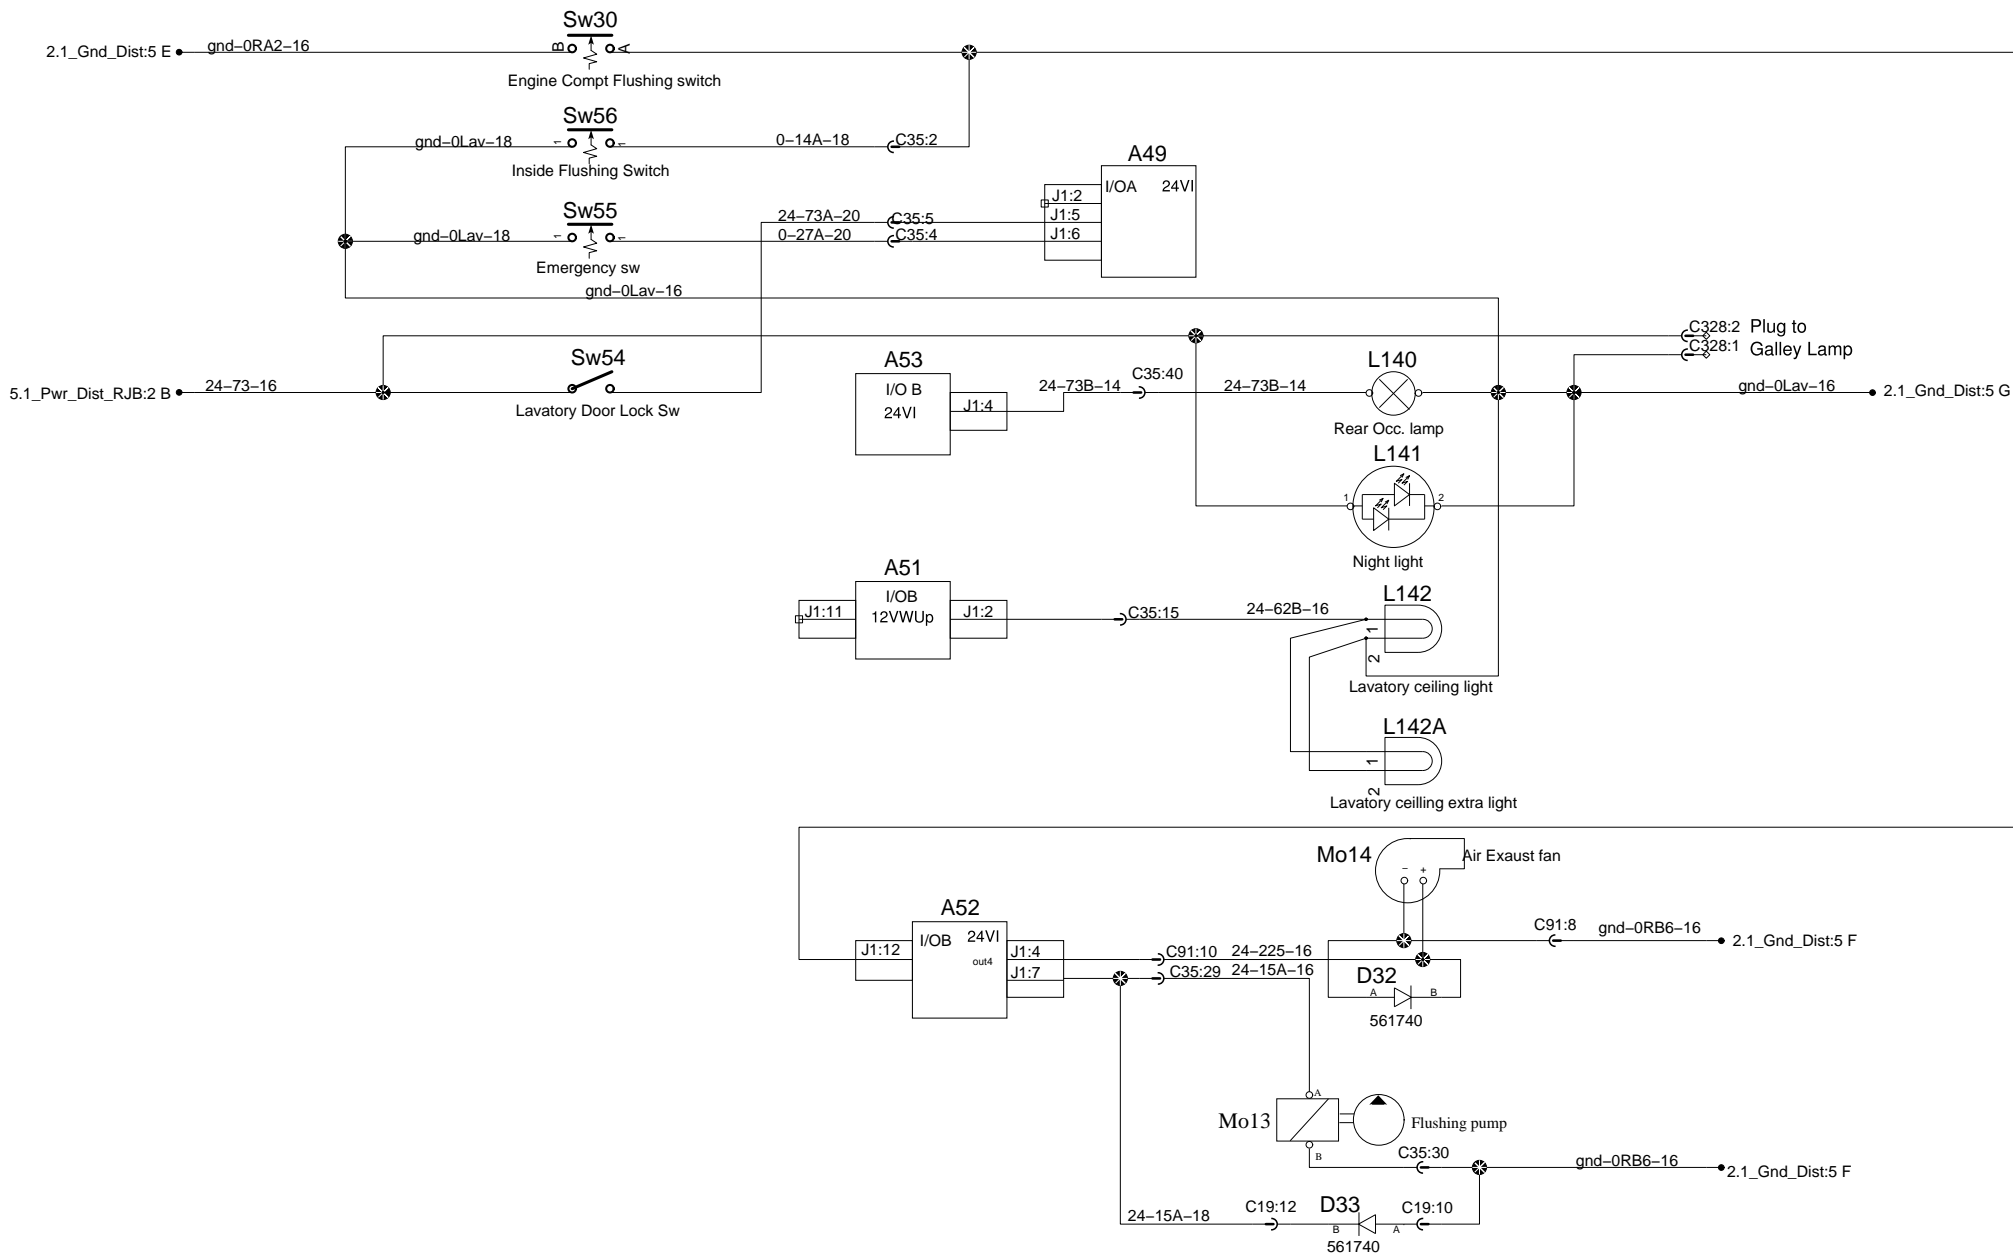 Sw30
2.1_Gnd_Dist:5 E
gnd-0RA2-16
B
A
Engine Compt Flushing switch
Sw56
gnd-0Lav-18
1
1
0-14A-18
C35:2
Inside Flushing Switch
A49
I/OA
24VI
J1:2
Sw55
24-73A-20
C35:5
J1:5
gnd-0Lav-18
1
1
0-27A-20
C35:4
J1:6
Emergency sw
gnd-0Lav-16
C328:2
Plug to
C328:1
Galley Lamp
Sw54
A53
L140
5.1_Pwr_Dist_RJB:2 B
24-73-16
I/O B
24VI
J1:4
24-73B-14
C35:40
24-73B-14
gnd-0Lav-16
2.1_Gnd_Dist:5 G
Lavatory Door Lock Sw
Rear Occ. lamp
L141
1
2
Night light
A51
I/OB
J1:11
12VWUp
J1:2
C35:15
24-62B-16
L142
1
2
Lavatory ceiling light
L142A
1
2
Lavatory ceilling extra light
Mo14
Air Exaust fan
-
+
A52
I/OB
24VI
out4
J1:12
J1:4
C91:10
24-225-16
C91:8
gnd-0RB6-16
2.1_Gnd_Dist:5 F
J1:7
C35:29
24-15A-16
D32
A
B
561740
A
Mo13
Flushing pump
B
C35:30
gnd-0RB6-16
2.1_Gnd_Dist:5 F
24-15A-18
C19:12
D33
C19:10
B
A
561740